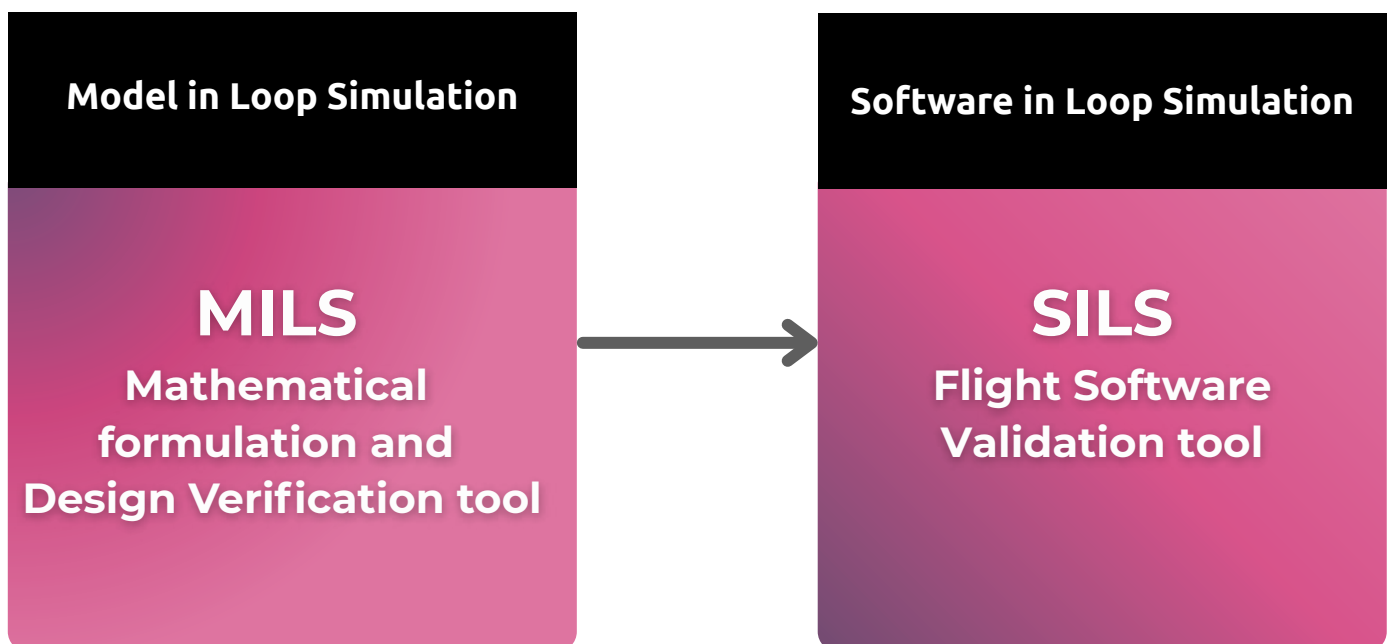 Model in Loop Simulation
MILS
Mathematical
formulation and
Design Verification tool
Software in Loop Simulation
SILS
Flight Software
Validation tool